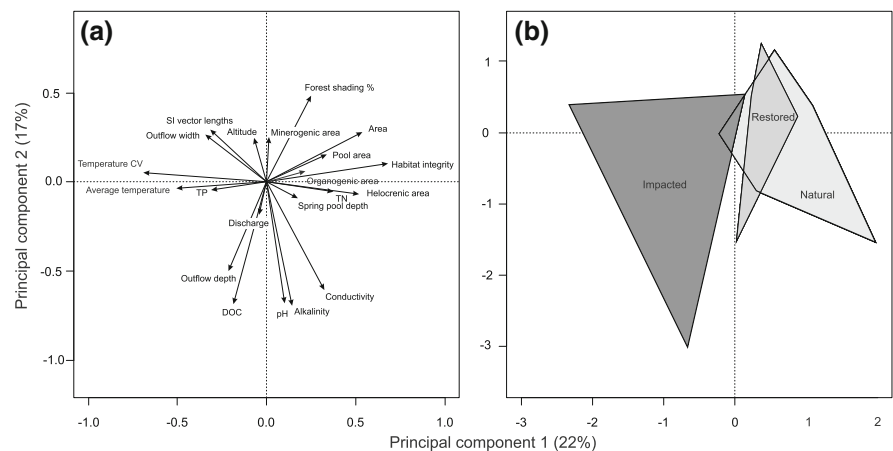 (a)
(b)
Principal component 2 (17%)
0.5
0.0
-0.5
-1.0
-1.0
-0.5
0.0
0.5
1.0
Forest shading %
SI vector lengths
Outflow width
Altitude
Minerogenic area
Area
Pool area
Temperature CV
Habitat integrity
Organogenic area
Average temperature
TP
TN
Helocrenic area
Spring pool depth
Discharge
Outflow depth
DOC
pH
Alkalinity
Conductivity
1
0
-1
-2
-3
-3
-2
-1
0
1
2
Restored
Impacted
Natural
Principal component 1 (22%)